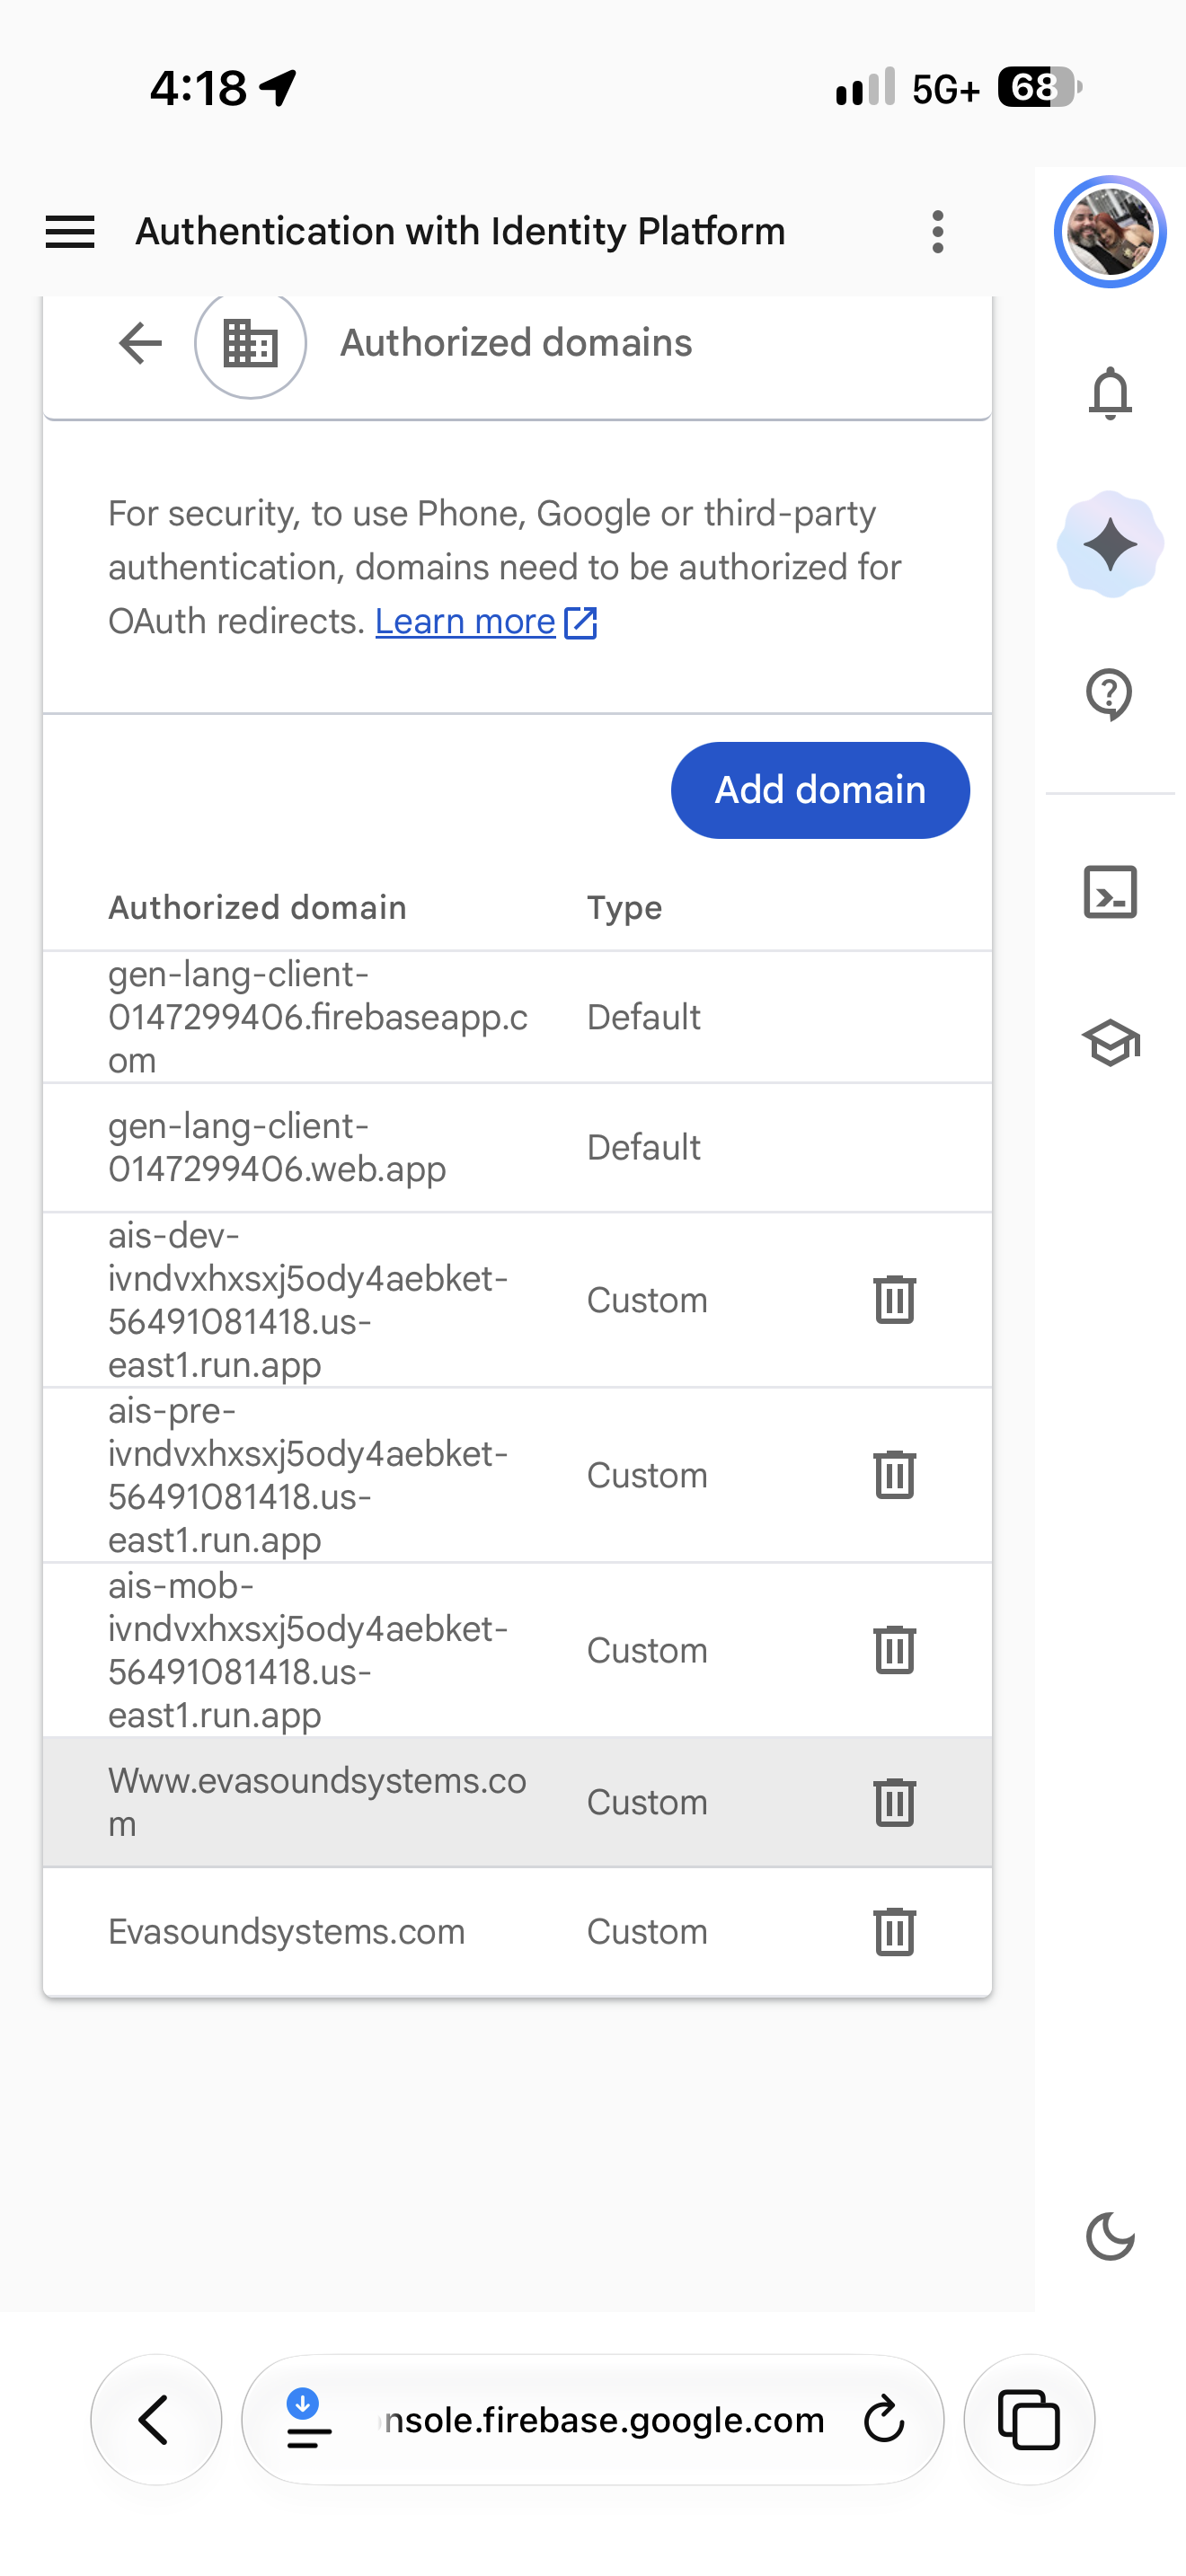 4:18
5G+ 68
Authentication with Identity Platform
Authorized domains
For security, to use Phone, Google or third-party
authentication, domains need to be authorized for
OAuth redirects. Learn more
Add domain
Authorized domain Type
gen-lang-client-
0147299406.firebaseapp.c
om
Default
gen-lang-client-
0147299406.web.app
Default
ais-dev-
ivndvxhxsxj5ody4aebket-
56491081418.us-
east1.run.app
Custom
ais-pre-
ivndvxhxsxj5ody4aebket-
56491081418.us-
east1.run.app
Custom
ais-mob-
ivndvxhxsxj5ody4aebket-
56491081418.us-
east1.run.app
Custom
Www.evasoundsystems.co
m
Custom
Evasoundsystems.com Custom
nsole.firebase.google.com